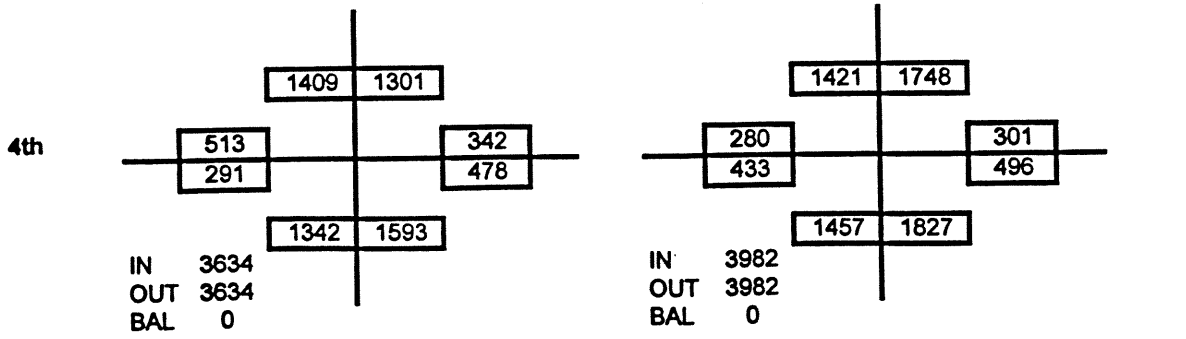 1409 1301 1421 1748
4th 513 342 280 301
291 478 433 496
1342 1593 1457 1827
IN 3634 IN 3982
OUT 3634 OUT 3982
BAL 0 BAL 0